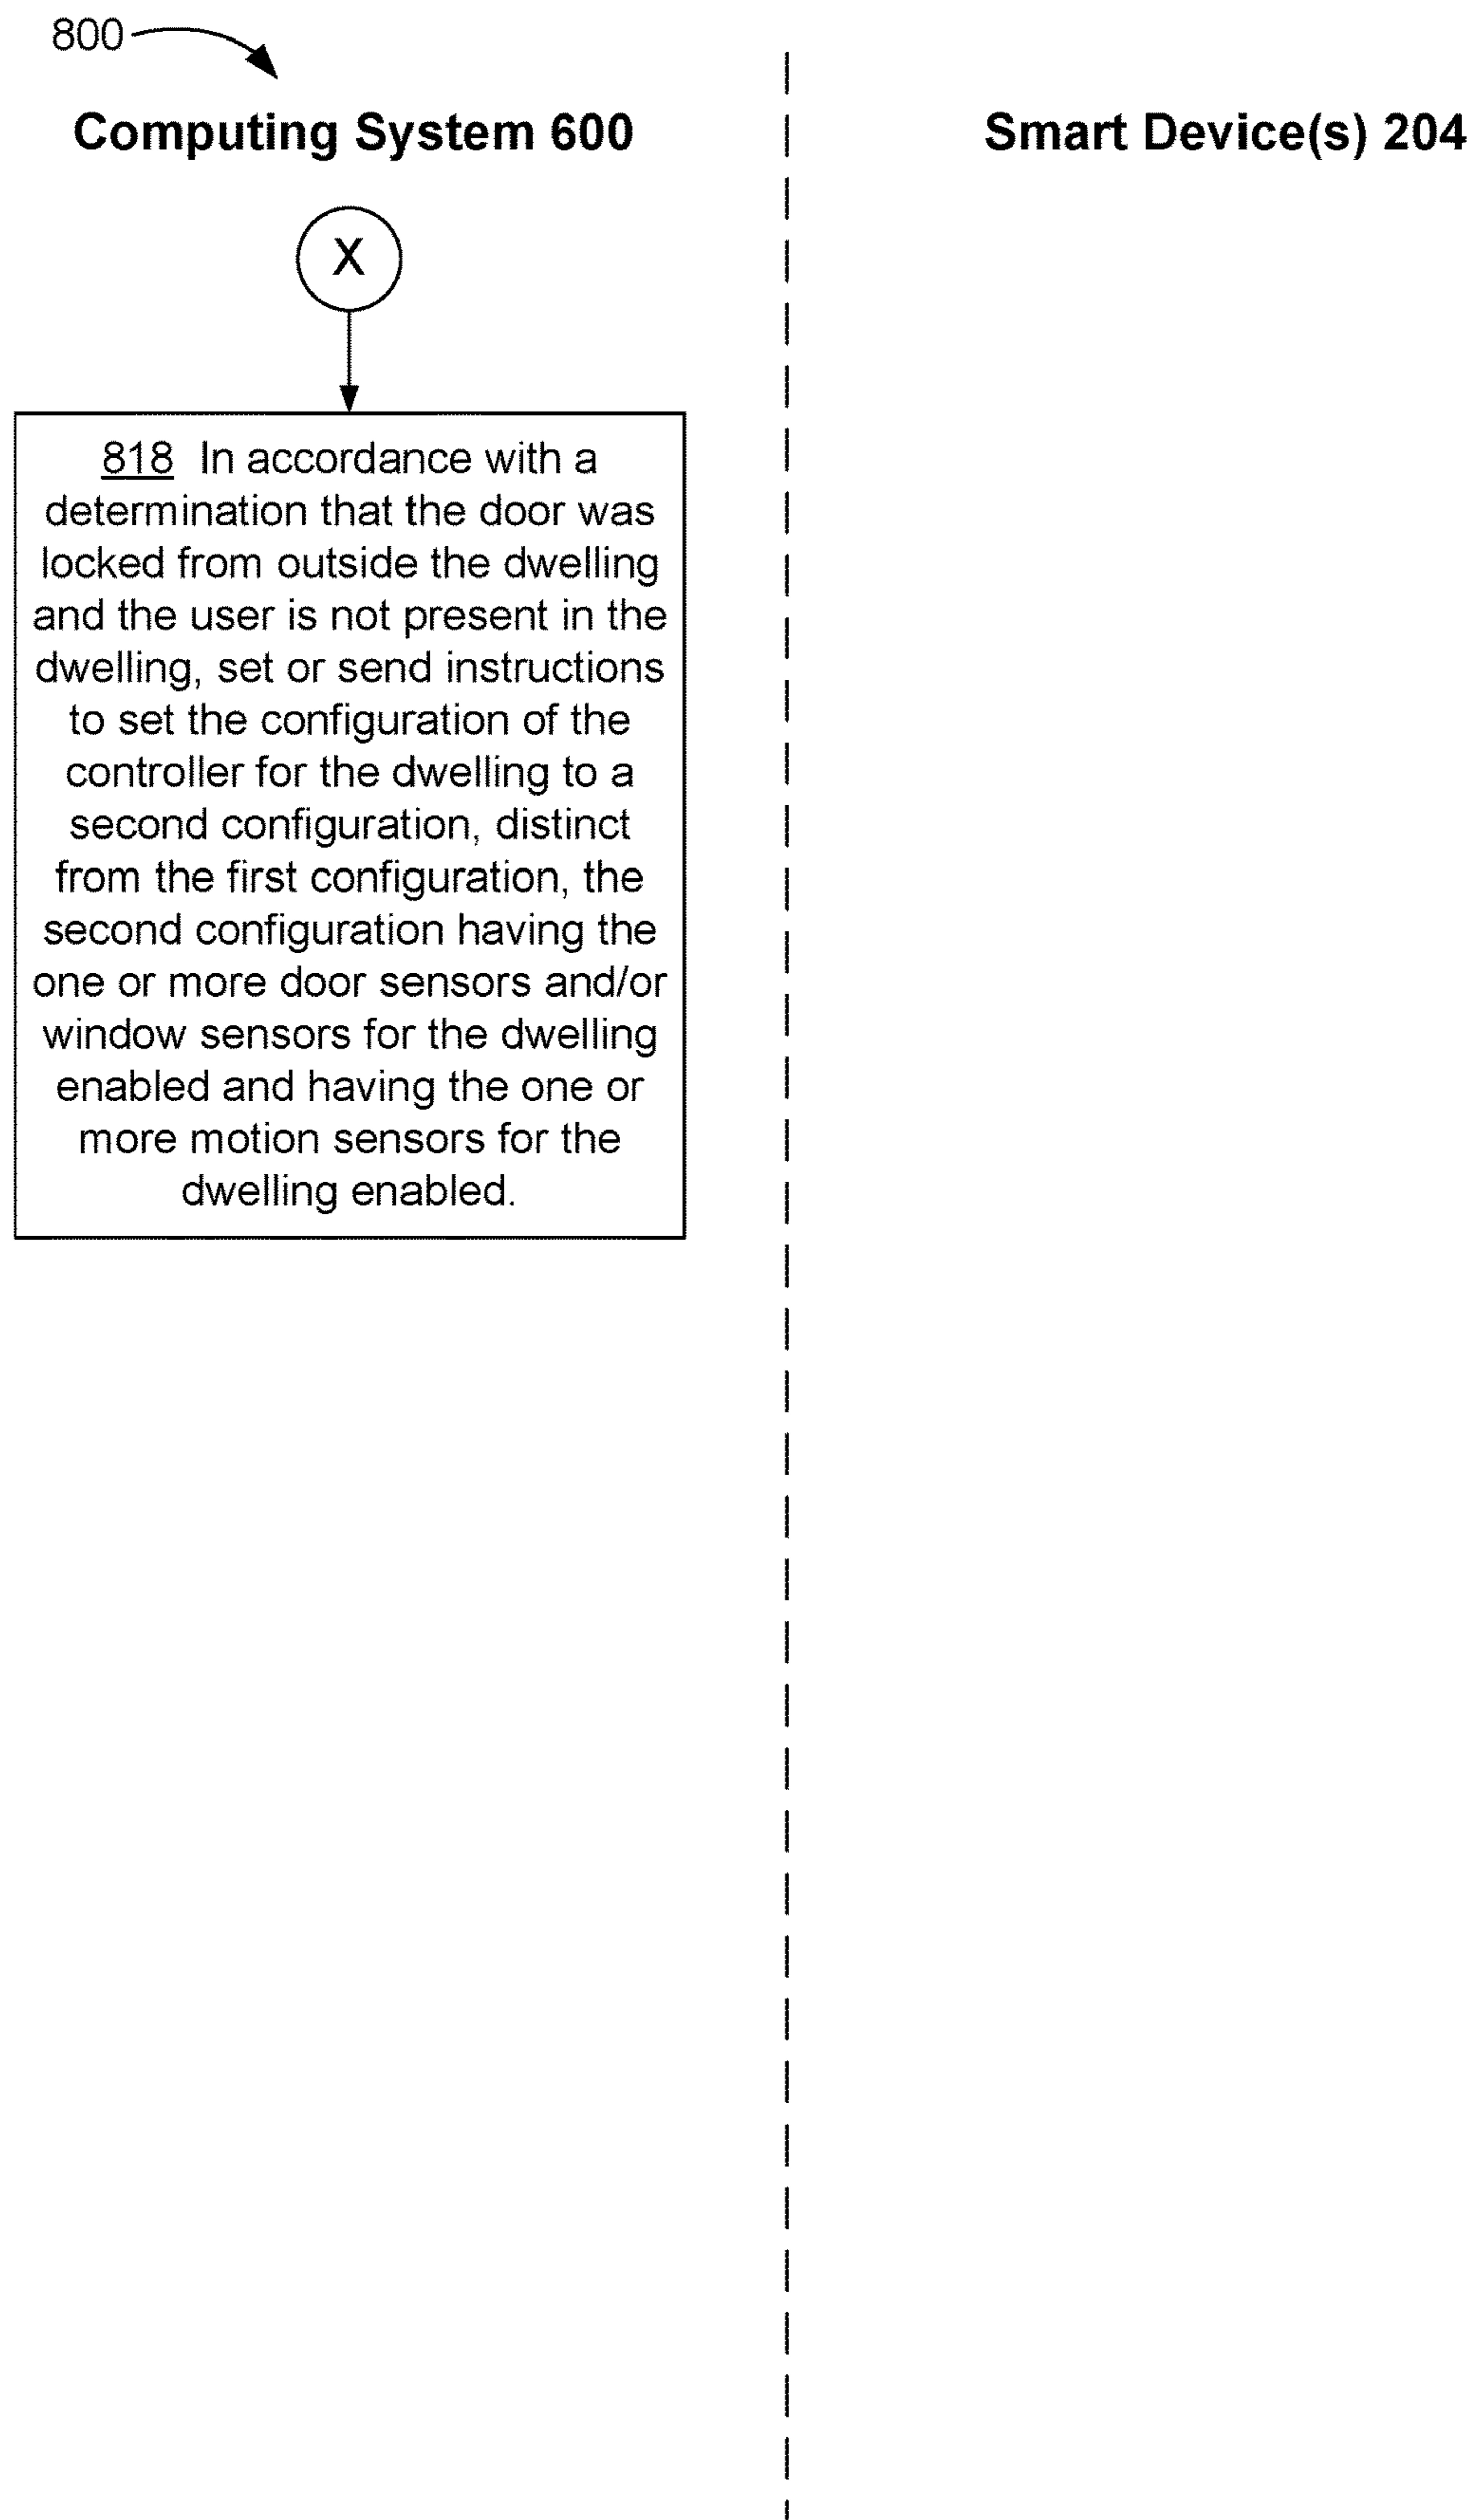 800
Computing System 600
Smart Device(s) 204
X
818 In accordance with a
determination that the door was
locked from outside the dwelling
and the user is not present in the
dwelling, set or send instructions
to set the configuration of the
controller for the dwelling to a
second configuration, distinct
from the first configuration, the
second configuration having the
one or more door sensors and/or
window sensors for the dwelling
enabled and having the one or
more motion sensors for the
dwelling enabled.